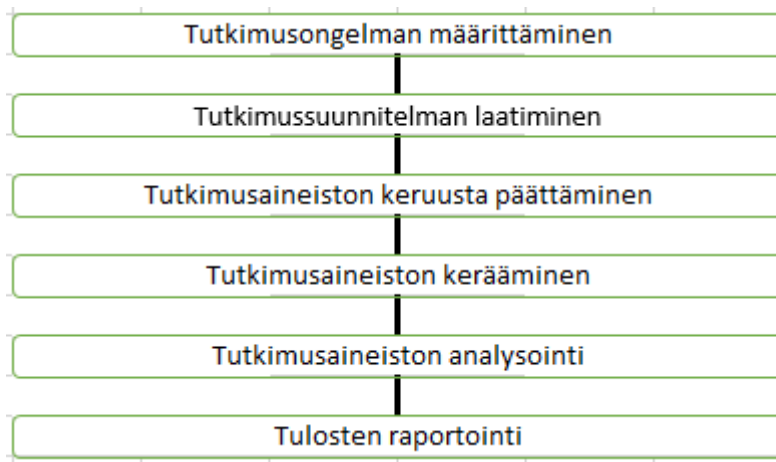 Tutkimusongelman määrittäminen
Tutkimussuunnitelman laatiminen
Tutkimusaineiston keruusta päättäminen
Tutkimusaineiston kerääminen
Tutkimusaineiston analysointi
Tulosten raportointi